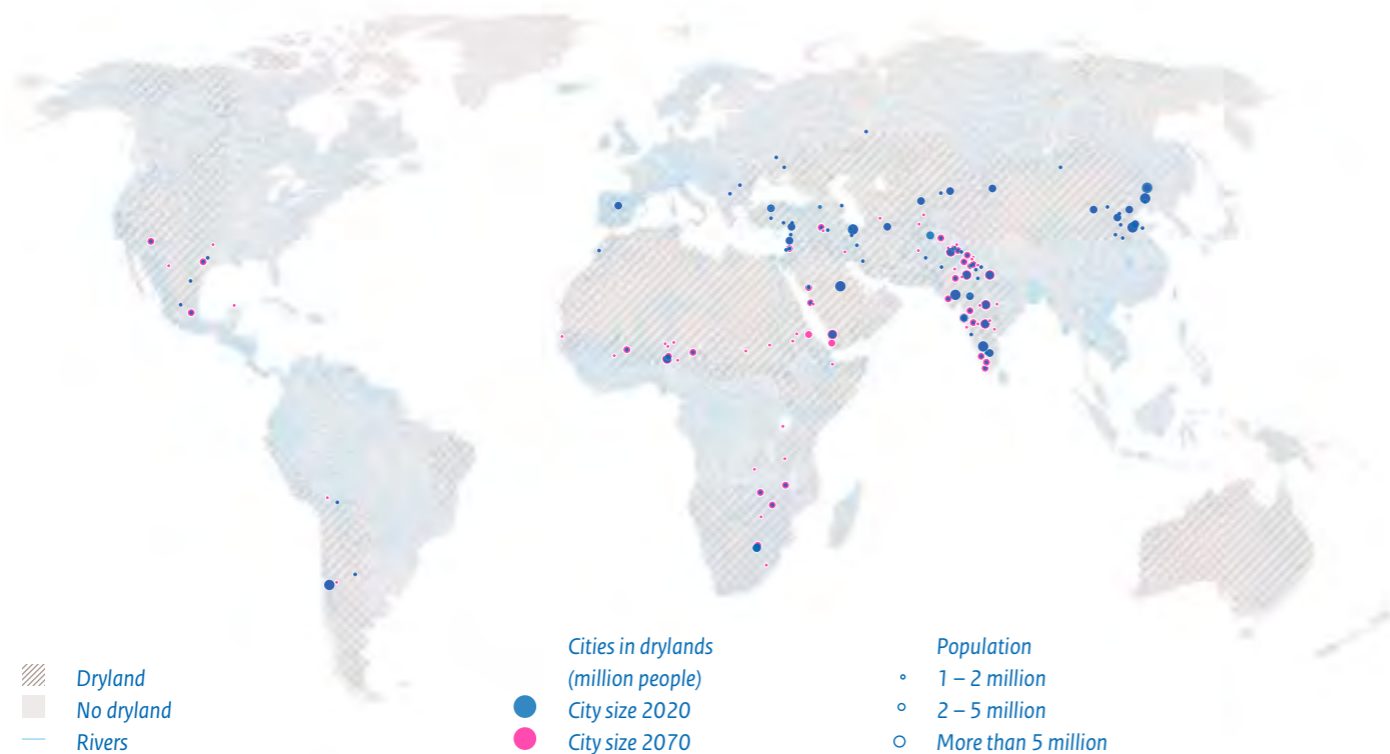 Dryland
No dryland
Rivers
Cities in drylands
(million people)
City size 2020
City size 2070
Population
1 – 2 million
2 – 5 million
More than 5 million